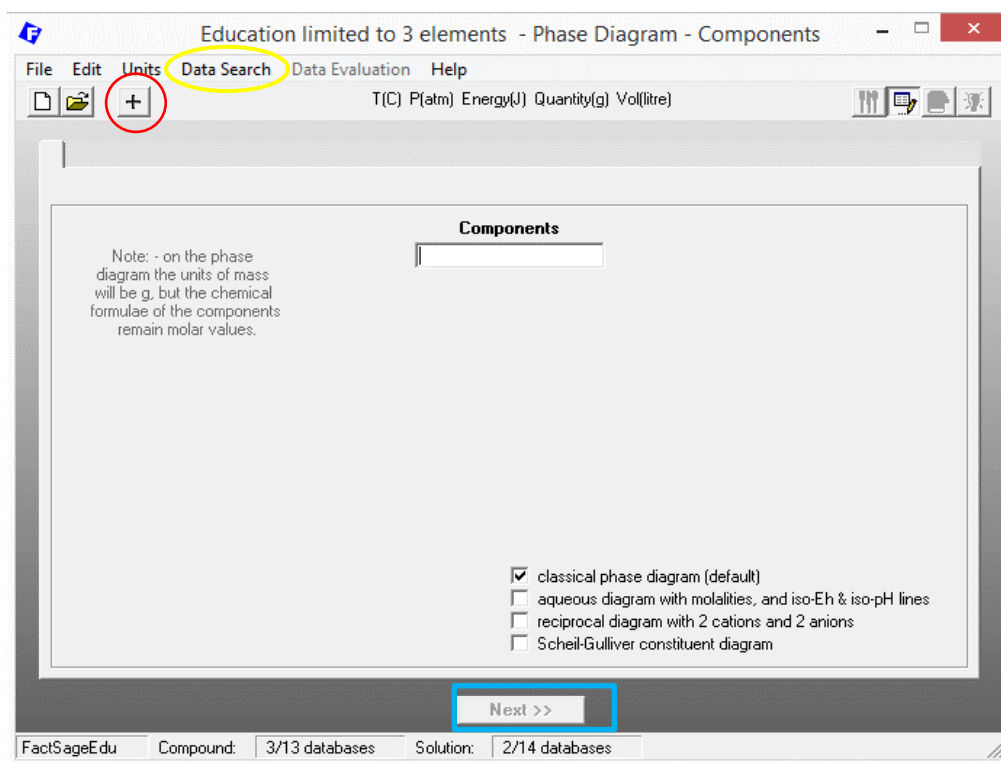 Education limited to 3 elements - Phase Diagram - Components
File Edit Units Data Search Data Evaluation Help
T(C) P(atm) Energy(J) Quantity(g) Vol(litre)
Components
Note: - on the phase
diagram the units of mass
will be g, but the chemical
formulae of the components
remain molar values.
classical phase diagram (default)
aqueous diagram with molalities, and iso-Eh & iso-pH lines
reciprocal diagram with 2 cations and 2 anions
Scheil-Gulliver constituent diagram
Next >>
FactSageEdu Compound: 3/13 databases Solution: 2/14 databases